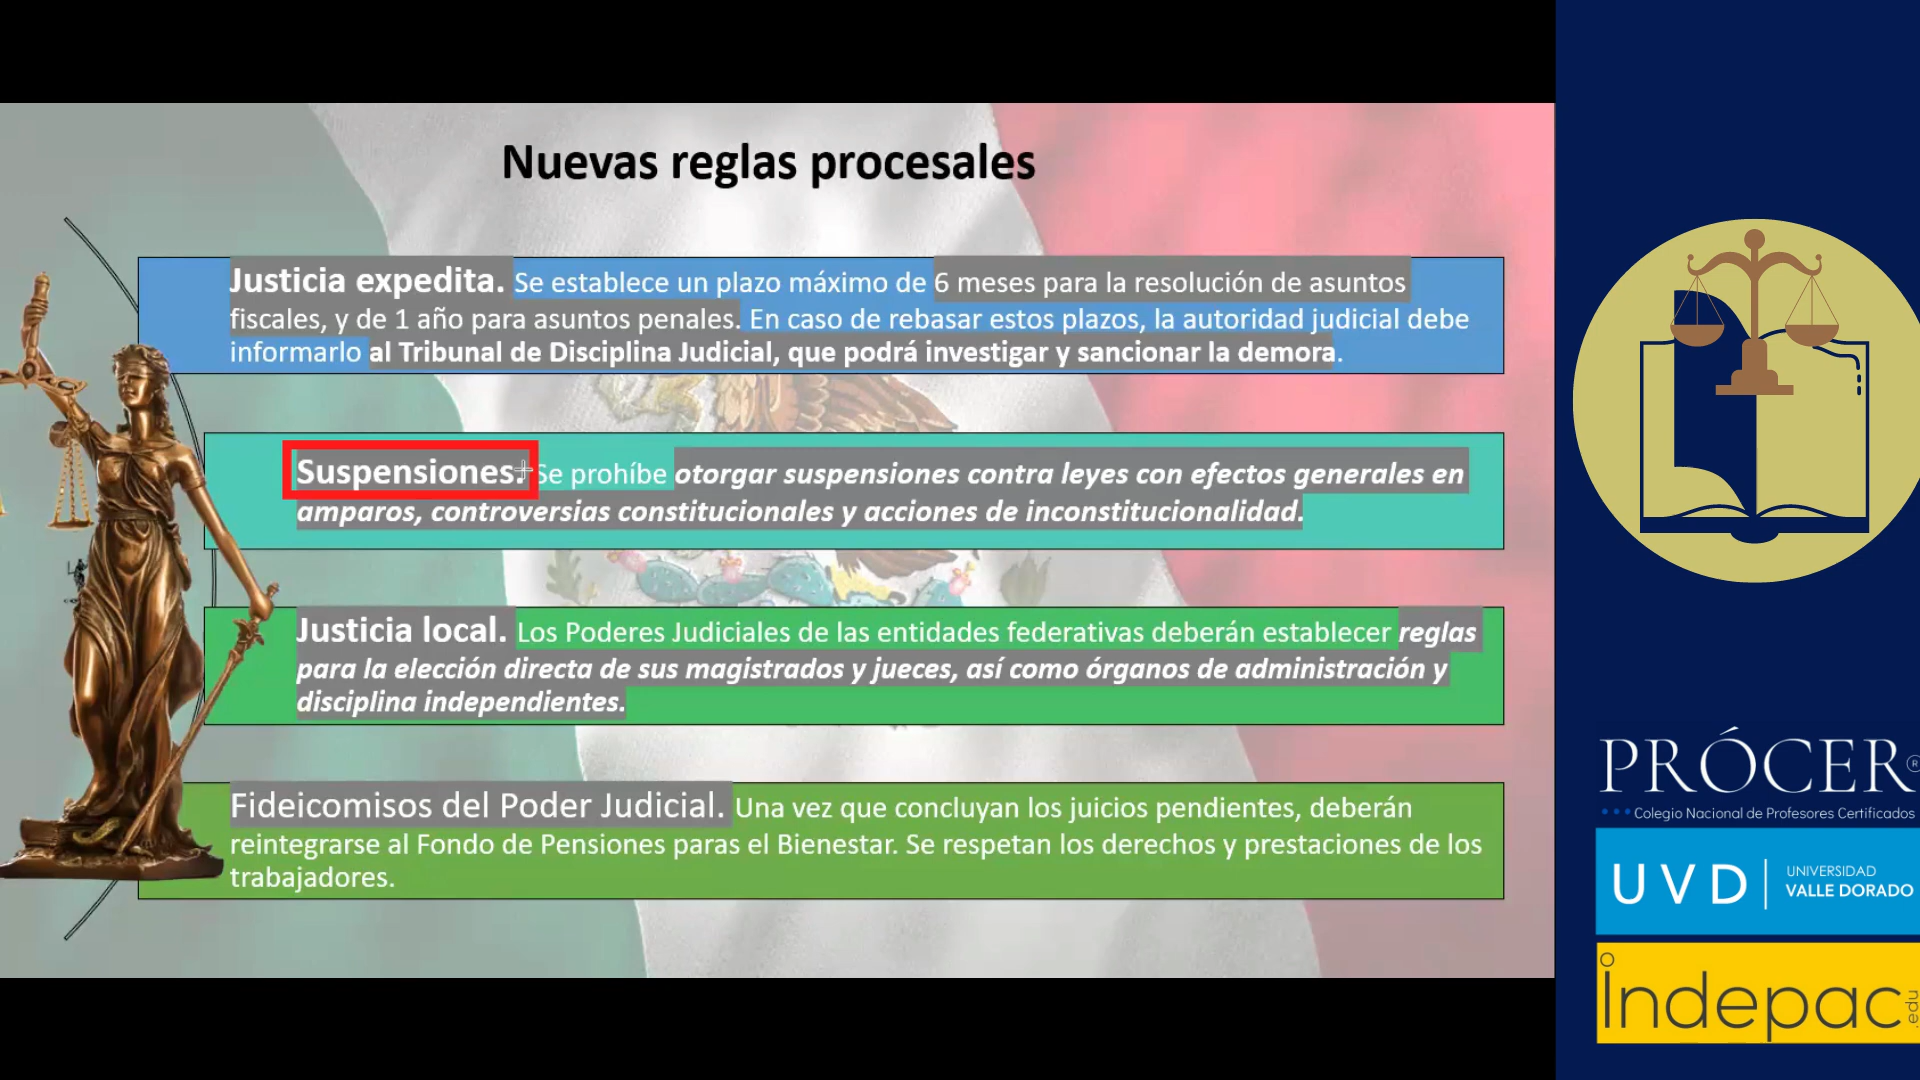 Nuevas reglas procesales
Justicia expedita. Se establece un plazo máximo de 6 meses para la resolución de asuntos
fiscales, y de 1 año para asuntos penales. En caso de rebasar estos plazos, la autoridad judicial debe
informarlo al Tribunal de Disciplina Judicial, que podrá investigar y sancionar la demora.
Suspensiones. Se prohíbe otorgar suspensiones contra leyes con efectos generales en
amparos, controversias constitucionales y acciones de inconstitucionalidad.
Justicia local. Los Poderes Judiciales de las entidades federativas deberán establecer reglas
para la elección directa de sus magistrados y jueces, así como órganos de administración y
disciplina independientes.
Fideicomisos del Poder Judicial. Una vez que concluyan los juicios pendientes, deberán
reintegrarse al Fondo de Pensiones paras el Bienestar. Se respetan los derechos y prestaciones de los
trabajadores.
PRÓCER®
Colegio Nacional de Profesores Certificados
UVD UNIVERSIDAD
VALLE DORADO
Indepac
.edu